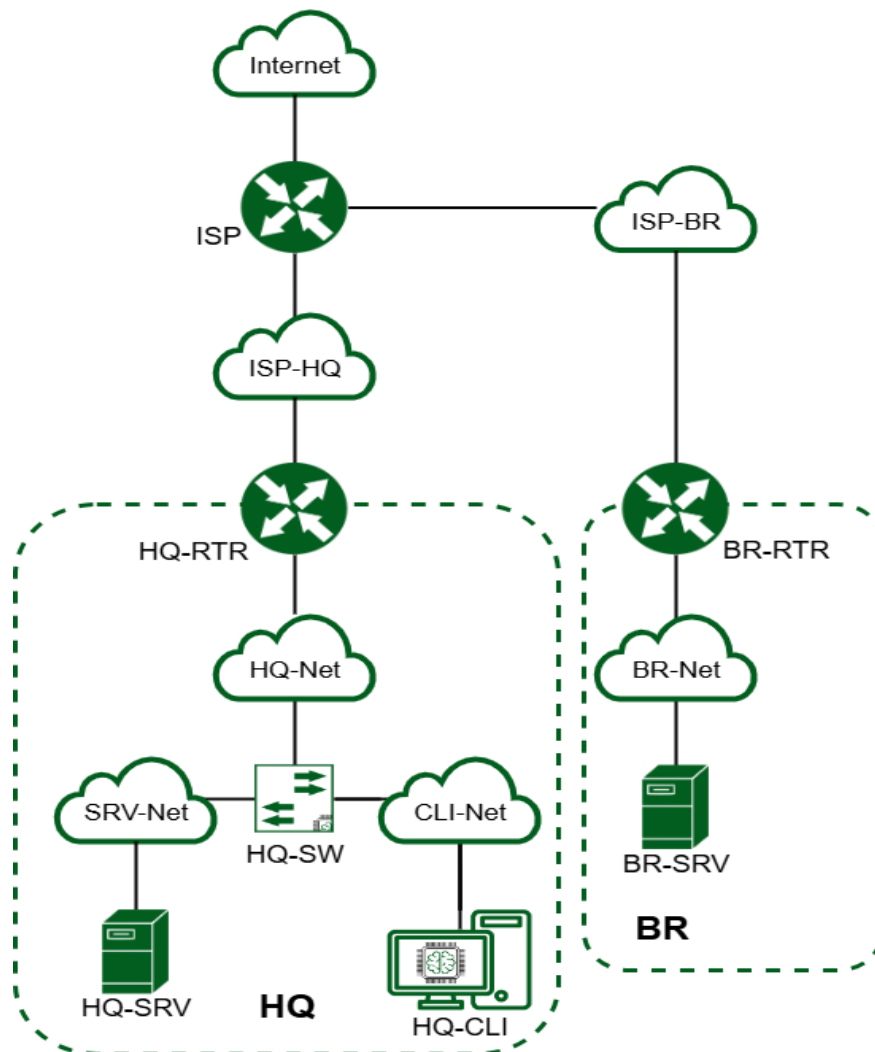 Internet
ISP
ISP-BR
ISP-HQ
HQ-RTR
BR-RTR
HQ-Net
BR-Net
SRV-Net
CLI-Net
HQ-SW
BR-SRV
BR
HQ-SRV
HQ
HQ-CLI